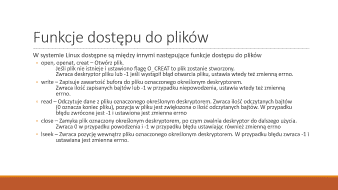 Funkcje dostępu do plików
W systemie Linux dostępne są między innymi następujące funkcje dostępu do plików
◦ open, openat, creat – Otwórz plik.
Jeśli plik nie istnieje i ustawiono flagę O_CREAT to plik zostanie stworzony.
Zwraca deskryptor pliku lub -1 jeśli wystąpił błąd otwarcia pliku, ustawia wtedy też zmienną errno.
◦ write – Zapisuje zawartość bufora do pliku oznaczonego określonym deskryptorem.
Zwraca ilość zapisanych bajtów lub -1 w przypadku niepowodzenia, ustawia wtedy też zmienną
errno.
◦ read – Odczytuje dane z pliku oznaczonego określonym deskryptorem. Zwraca ilość odczytanych bajtów
(0 oznacza koniec pliku), pozycja w pliku jest zwiększana o ilość odczytanych bajtów. W przypadku
błędu zwrócone jest -1 i ustawiona jest zmienna errno
◦ close – Zamyka plik oznaczony określonym deskryptorem, po czym zwalnia deskryptor do dalszego użycia.
Zwraca 0 w przypadku powodzenia i -1 w przypadku błędu ustawiając również zmienną errno
◦ lseek – Zwraca pozycję wewnątrz pliku oznaczonego określonym deskryptorem. W przypadku błędu zwraca -1 i
ustawiana jest zmienna errno.